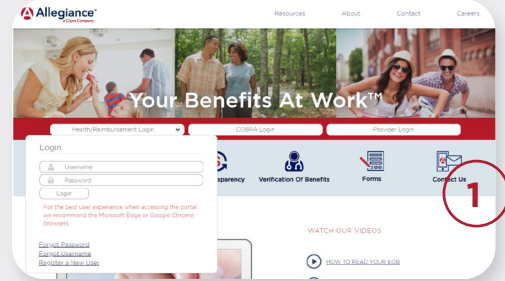 Allegiance®
a Cigna Company
Resources About Contact Careers
Your Benefits At Work™
Health/Reimbursement Login COBRA Login Provider Login
Login
Username
Password
Login
For the best user experience when accessing the portal,
we recommend the Microsoft Edge or Google Chrome
browsers.
Forgot Password
Forgot Username
Register a New User
Verification Of Benefits
Forms
Contact Us
1
WATCH OUR VIDEOS
HOW TO READ YOUR EOB